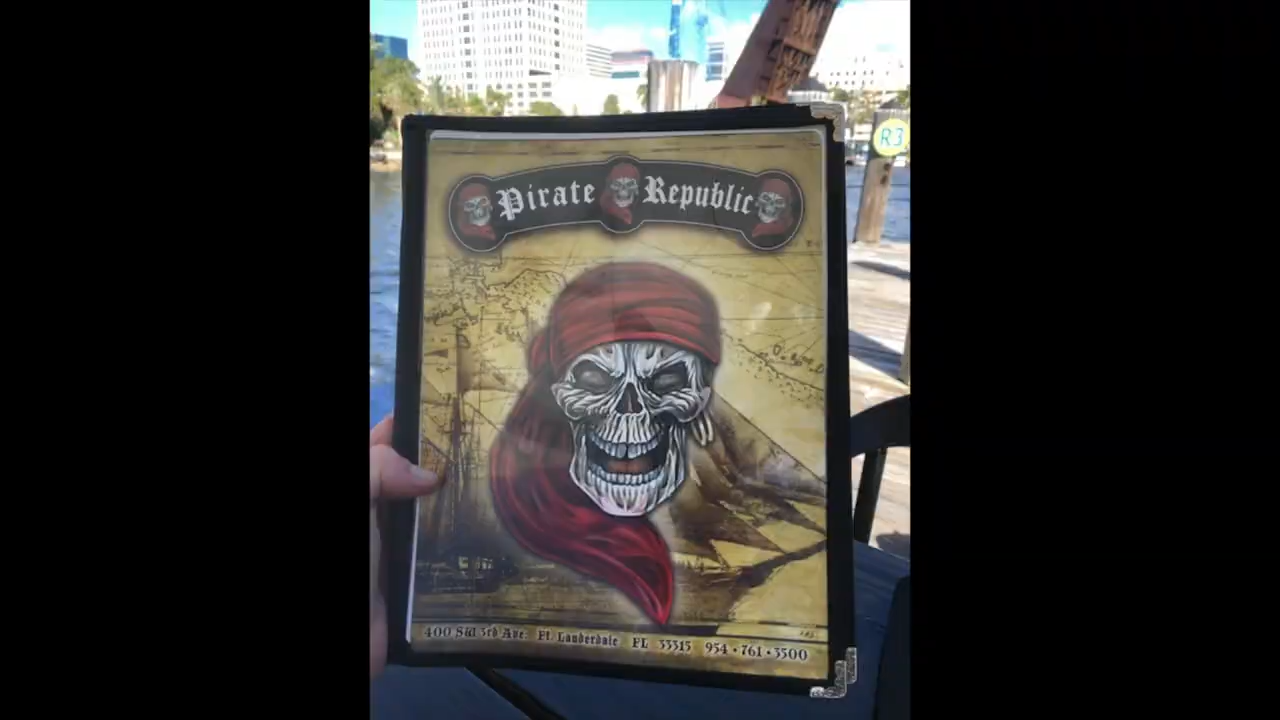 Pirate Republic
400 SW 3rd Ave. Ft. Lauderdale FL 33315 954•761•3500
R3